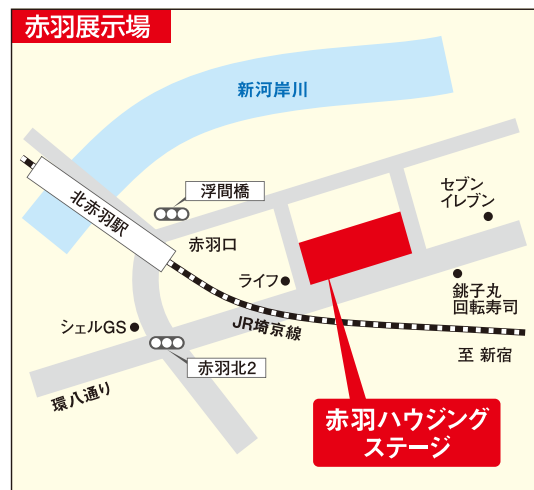 赤羽展示場
新河岸川
浮間橋
北赤羽駅
赤羽口
セブン
イレブン
ライフ
銚子丸
回転寿司
シェルGS
JR埼京線
至 新宿
赤羽北2
環八通り
赤羽ハウジング
ステージ